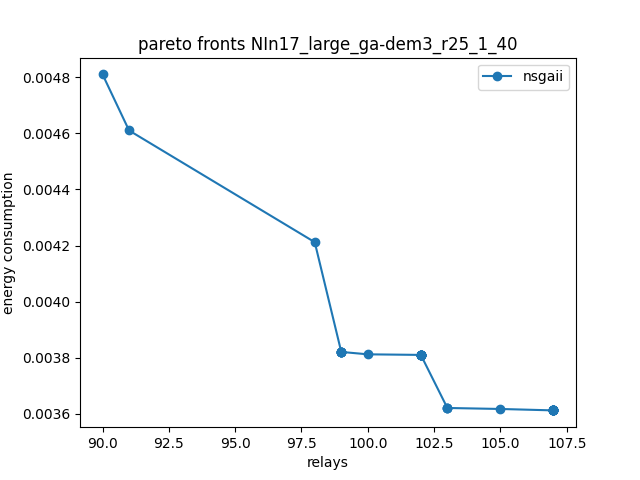 pareto fronts NIn17_large_ga-dem3_r25_1_40
nsgaii
energy consumption
0.0048
0.0046
0.0044
0.0042
0.0040
0.0038
0.0036
90.0 92.5 95.0 97.5 100.0 102.5 105.0 107.5
relays